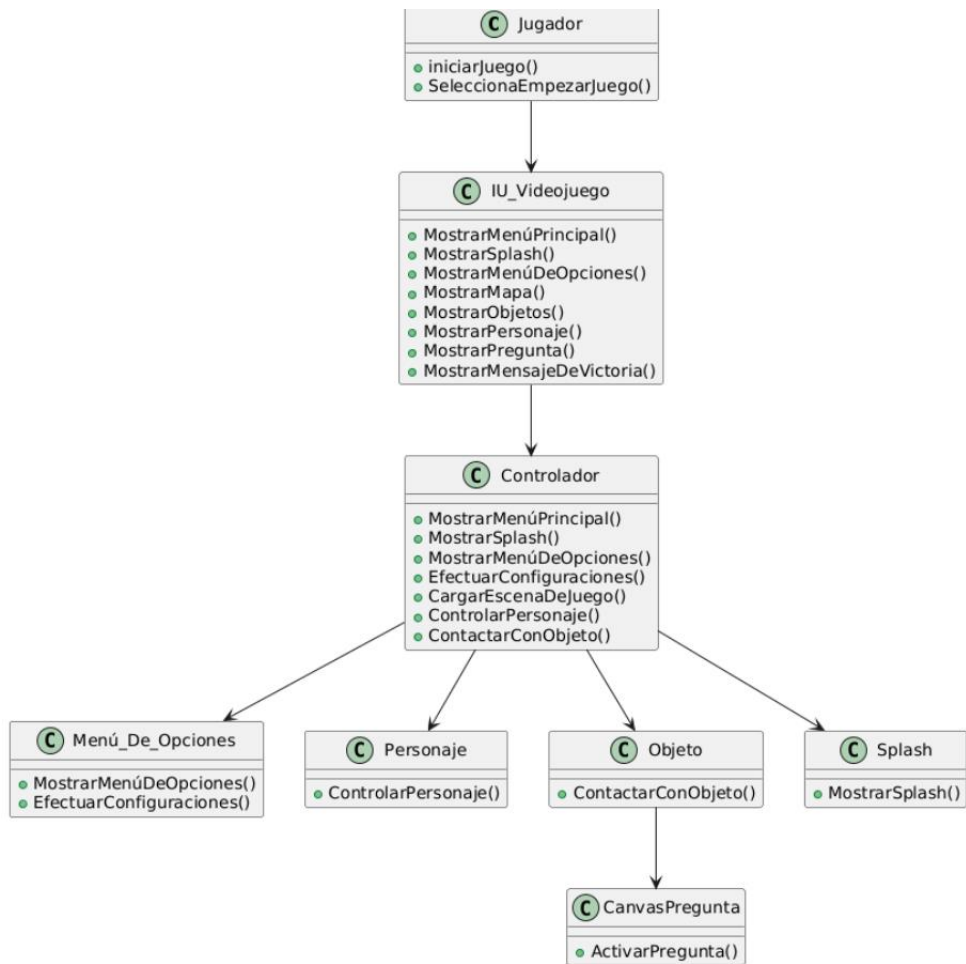 C Jugador
iniciarJuego()
SeleccionaEmpezarJuego()
C IU_Videojuego
MostrarMenúPrincipal()
MostrarSplash()
MostrarMenúDeOpciones()
MostrarMapa()
MostrarObjetos()
MostrarPersonaje()
MostrarPregunta()
MostrarMensajeDeVictoria()
C Controlador
MostrarMenúPrincipal()
MostrarSplash()
MostrarMenúDeOpciones()
EfectuarConfiguraciones()
CargarEscenaDeJuego()
ControlarPersonaje()
ContactarConObjeto()
C Menú_De_Opciones
MostrarMenúDeOpciones()
EfectuarConfiguraciones()
C Personaje
ControlarPersonaje()
C Objeto
ContactarConObjeto()
C Splash
MostrarSplash()
C CanvasPregunta
ActivarPregunta()